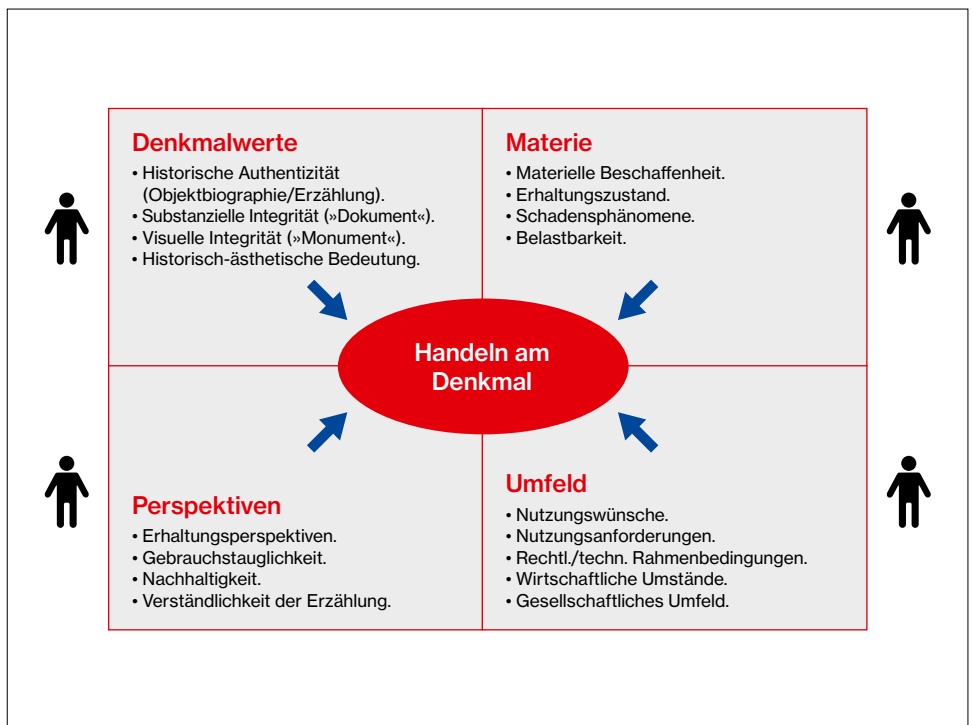 Denkmalwerte
• Historische Authentizität
(Objektbiographie/Erzählung).
• Substanzielle Integrität (»Dokument«).
• Visuelle Integrität (»Monument«).
• Historisch-ästhetische Bedeutung.
Materie
• Materielle Beschaffenheit.
• Erhaltungszustand.
• Schadensphänomene.
• Belastbarkeit.
Handeln am
Denkmal
Perspektiven
• Erhaltungsperspektiven.
• Gebrauchstauglichkeit.
• Nachhaltigkeit.
• Verständlichkeit der Erzählung.
Umfeld
• Nutzungswünsche.
• Nutzungsanforderungen.
• Rechtl./techn. Rahmenbedingungen.
• Wirtschaftliche Umstände.
• Gesellschaftliches Umfeld.